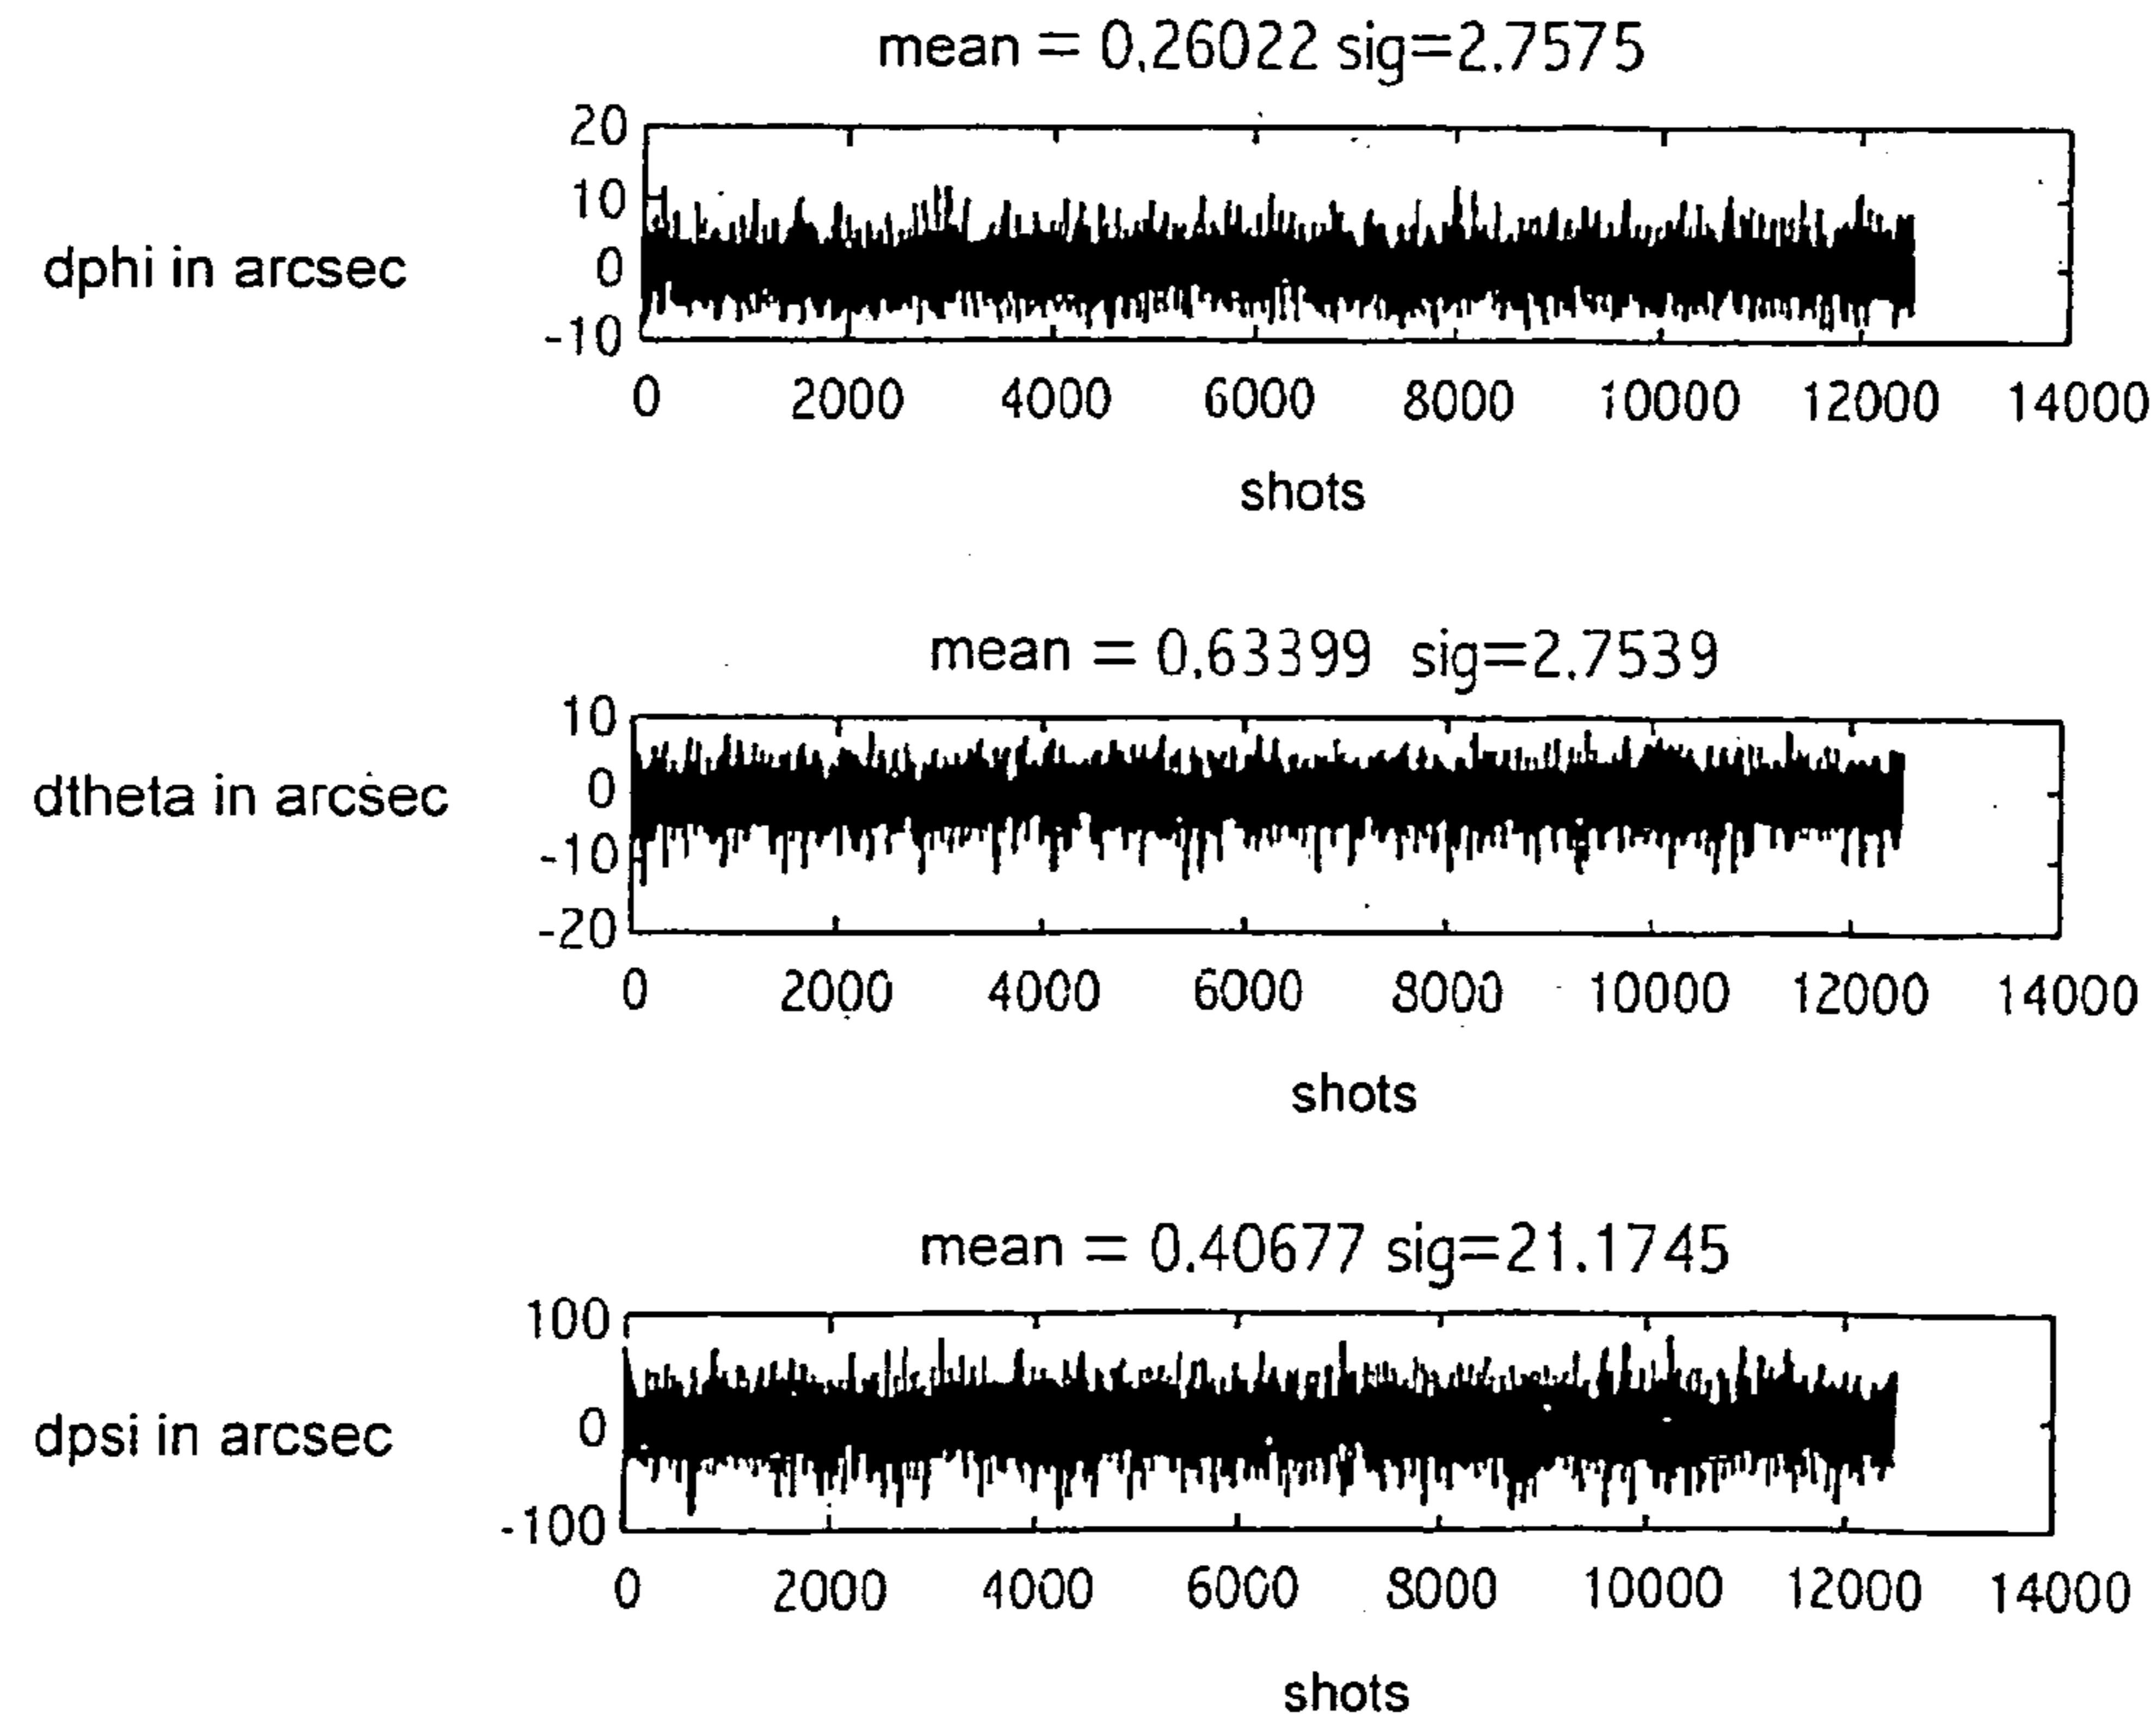 mean = 0.26022 sig=2.7575
20
10
dphi in arcsec
0
-10
0 2000 4000 6000 8000 10000 12000 14000
shots
mean = 0.63399 sig=2.7539
10
dtheta in arcsec
0
-10
-20
0 2000 4000 6000 8000 10000 12000 14000
shots
mean = 0.40677 sig=21.1745
100
dpsi in arcsec
0
-100
0 2000 4000 6000 8000 10000 12000 14000
shots